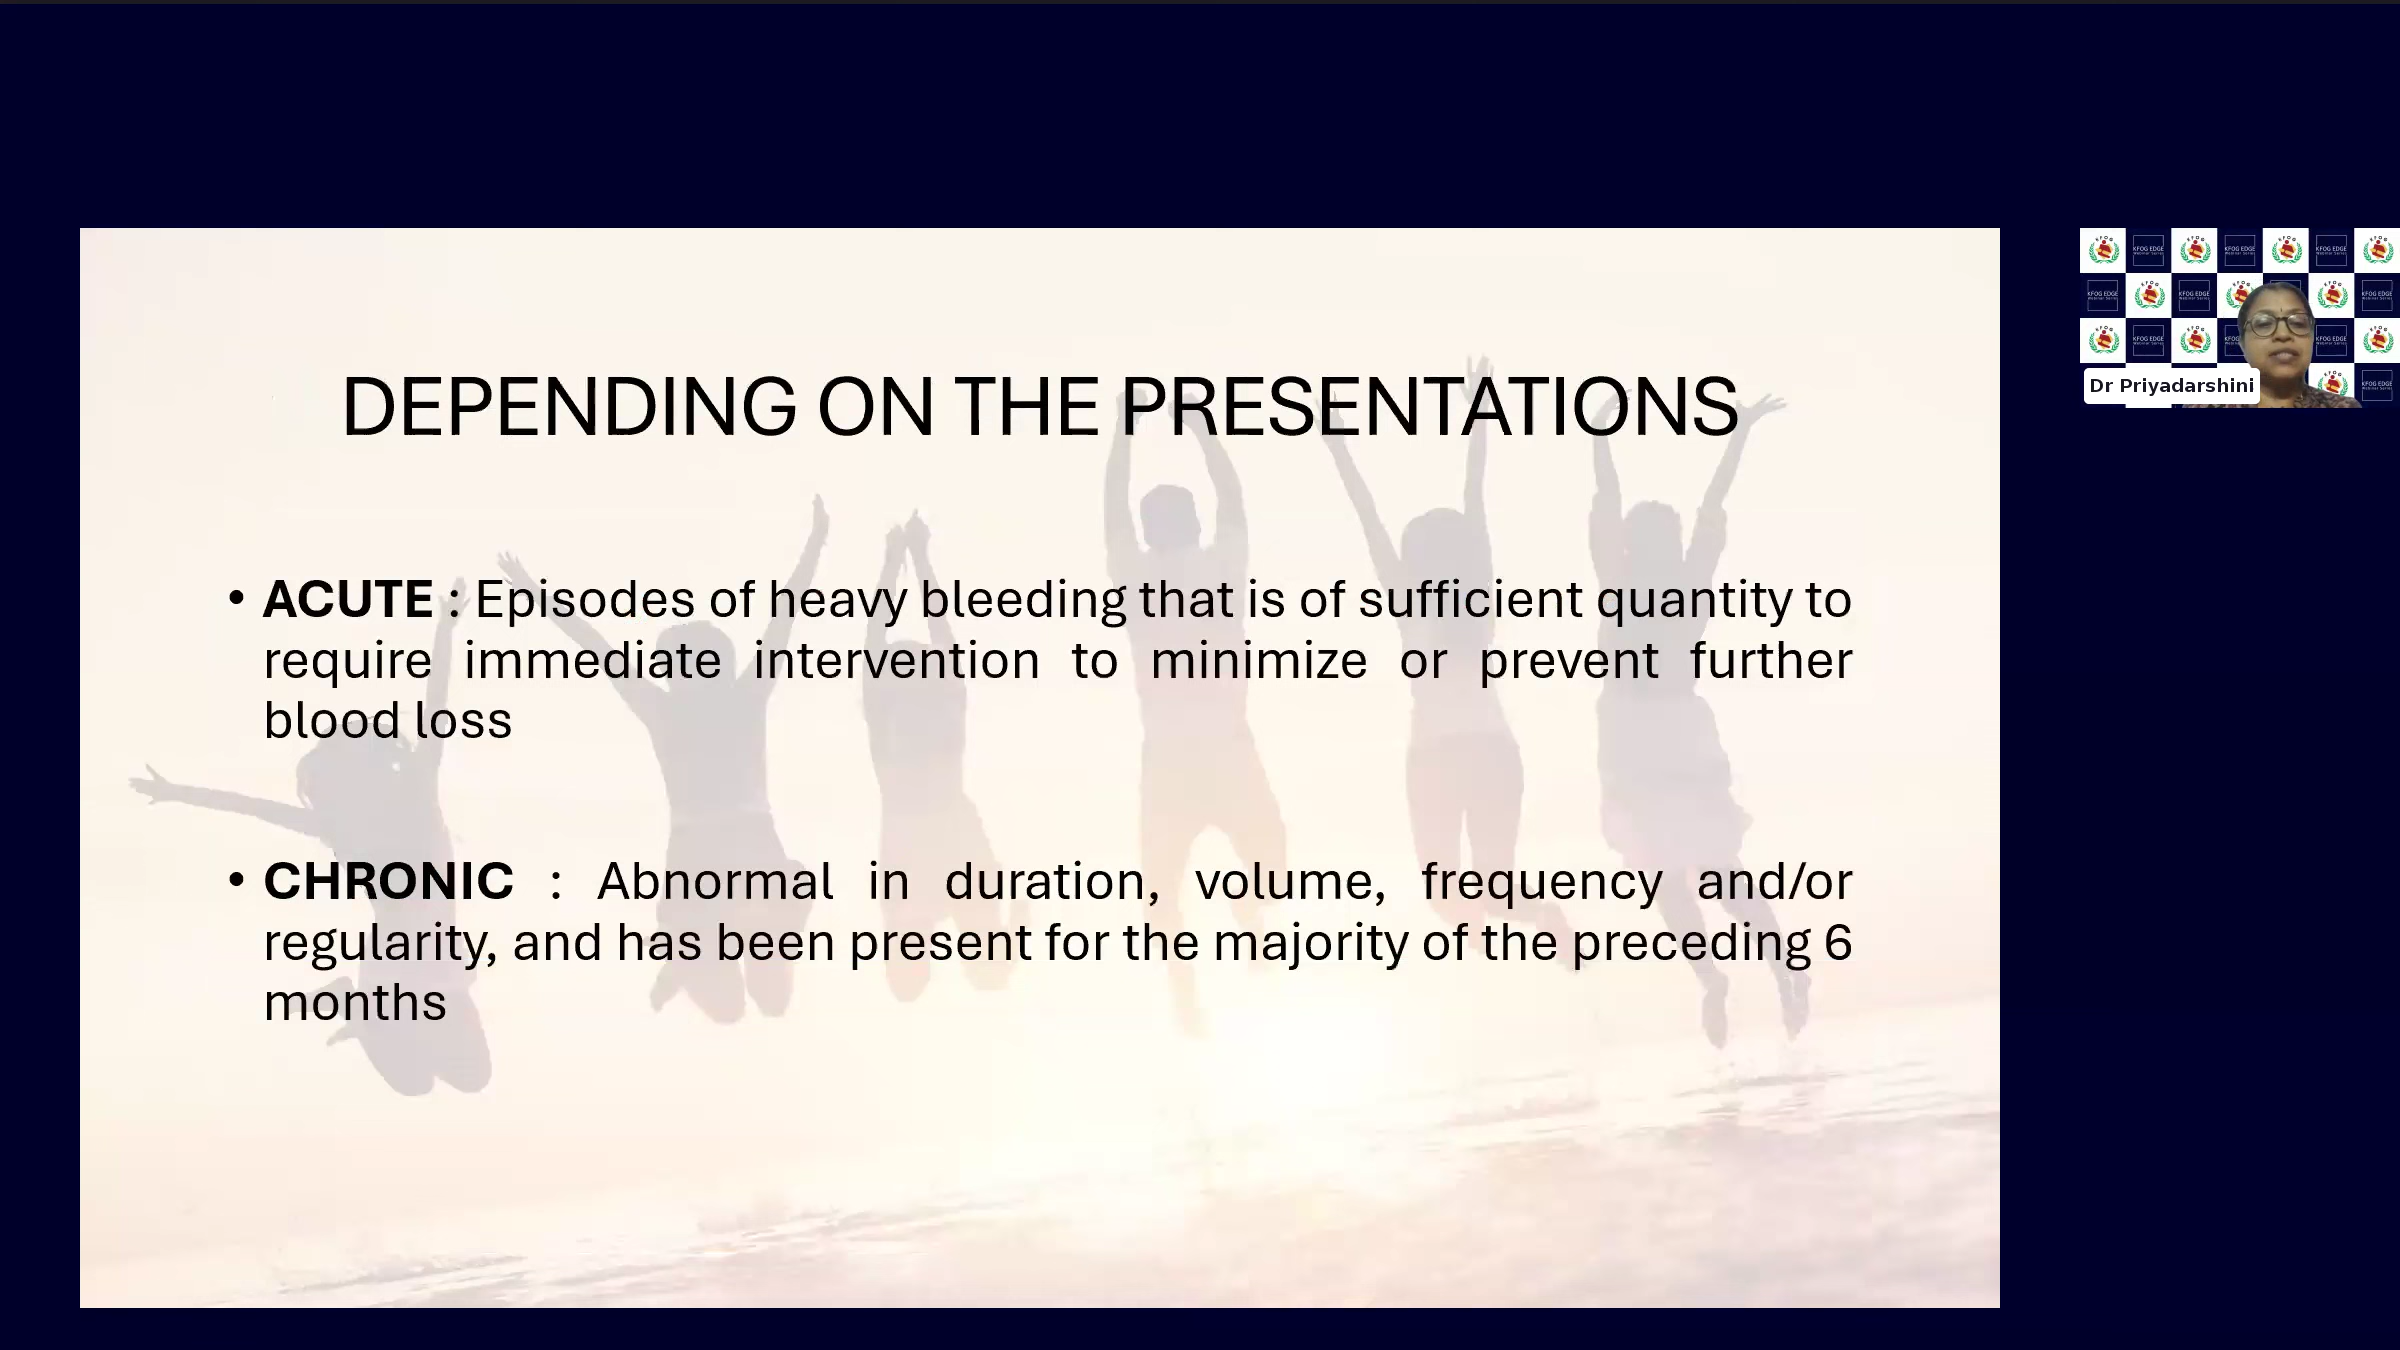 DEPENDING ON THE PRESENTATIONS
• ACUTE : Episodes of heavy bleeding that is of sufficient quantity to
require immediate intervention to minimize or prevent further
blood loss
• CHRONIC : Abnormal in duration, volume, frequency and/or
regularity, and has been present for the majority of the preceding 6
months
KFOG EDGE
Dr Priyadarshini